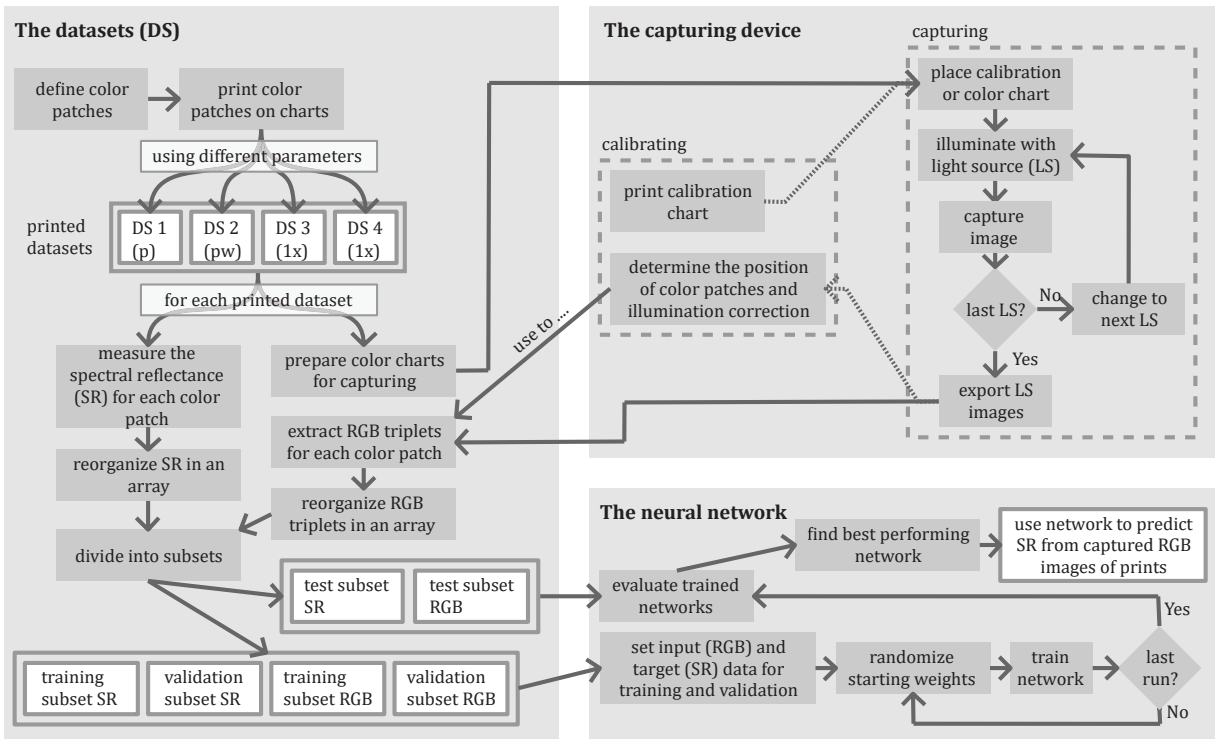 The datasets (DS)
define color
patches
print color
patches on charts
using different parameters
printed
datasets
DS 1
(p)
DS 2
(pw)
DS 3
(1x)
DS 4
(1x)
for each printed dataset
measure the
spectral reflectance
(SR) for each color
patch
prepare color charts
for capturing
reorganize SR in an
array
extract RGB triplets
for each color patch
reorganize RGB
triplets in an array
divide into subsets
test subset
SR
test subset
RGB
training
subset SR
validation
subset SR
training
subset RGB
validation
subset RGB
The capturing device
calibrating
print calibration
chart
determine the position
of color patches and
illumination correction
use to ....
capturing
place calibration
or color chart
illuminate with
light source (LS)
capture
image
last LS?
No
change to
next LS
Yes
export LS
images
The neural network
find best performing
network
use network to predict
SR from captured RGB
images of prints
evaluate trained
networks
set input (RGB) and
target (SR) data for
training and validation
randomize
starting weights
train
network
last
run?
Yes
No